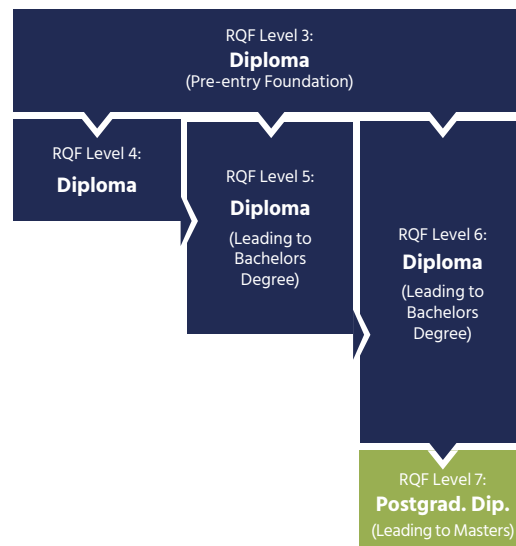 RQF Level 3:
Diploma
(Pre-entry Foundation)
RQF Level 4:
Diploma
RQF Level 5:
Diploma
(Leading to
Bachelors
Degree)
RQF Level 6:
Diploma
(Leading to
Bachelors
Degree)
RQF Level 7:
Postgrad. Dip.
(Leading to Masters)